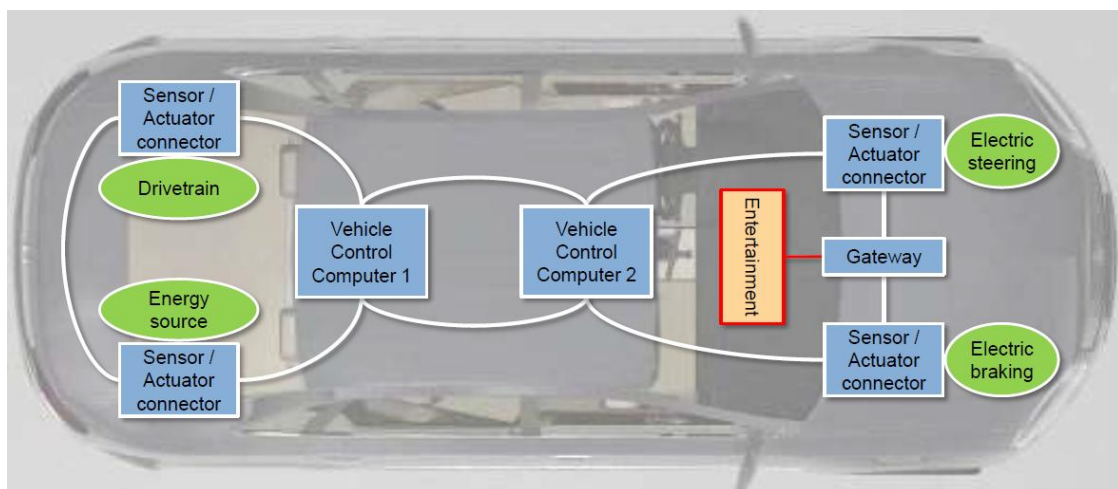 Sensor /
Actuator
connector
Drivetrain
Energy
source
Sensor /
Actuator
connector
Vehicle
Control
Computer 1
Vehicle
Control
Computer 2
Entertainment
Sensor /
Actuator
connector
Electric
steering
Gateway
Sensor /
Actuator
connector
Electric
braking